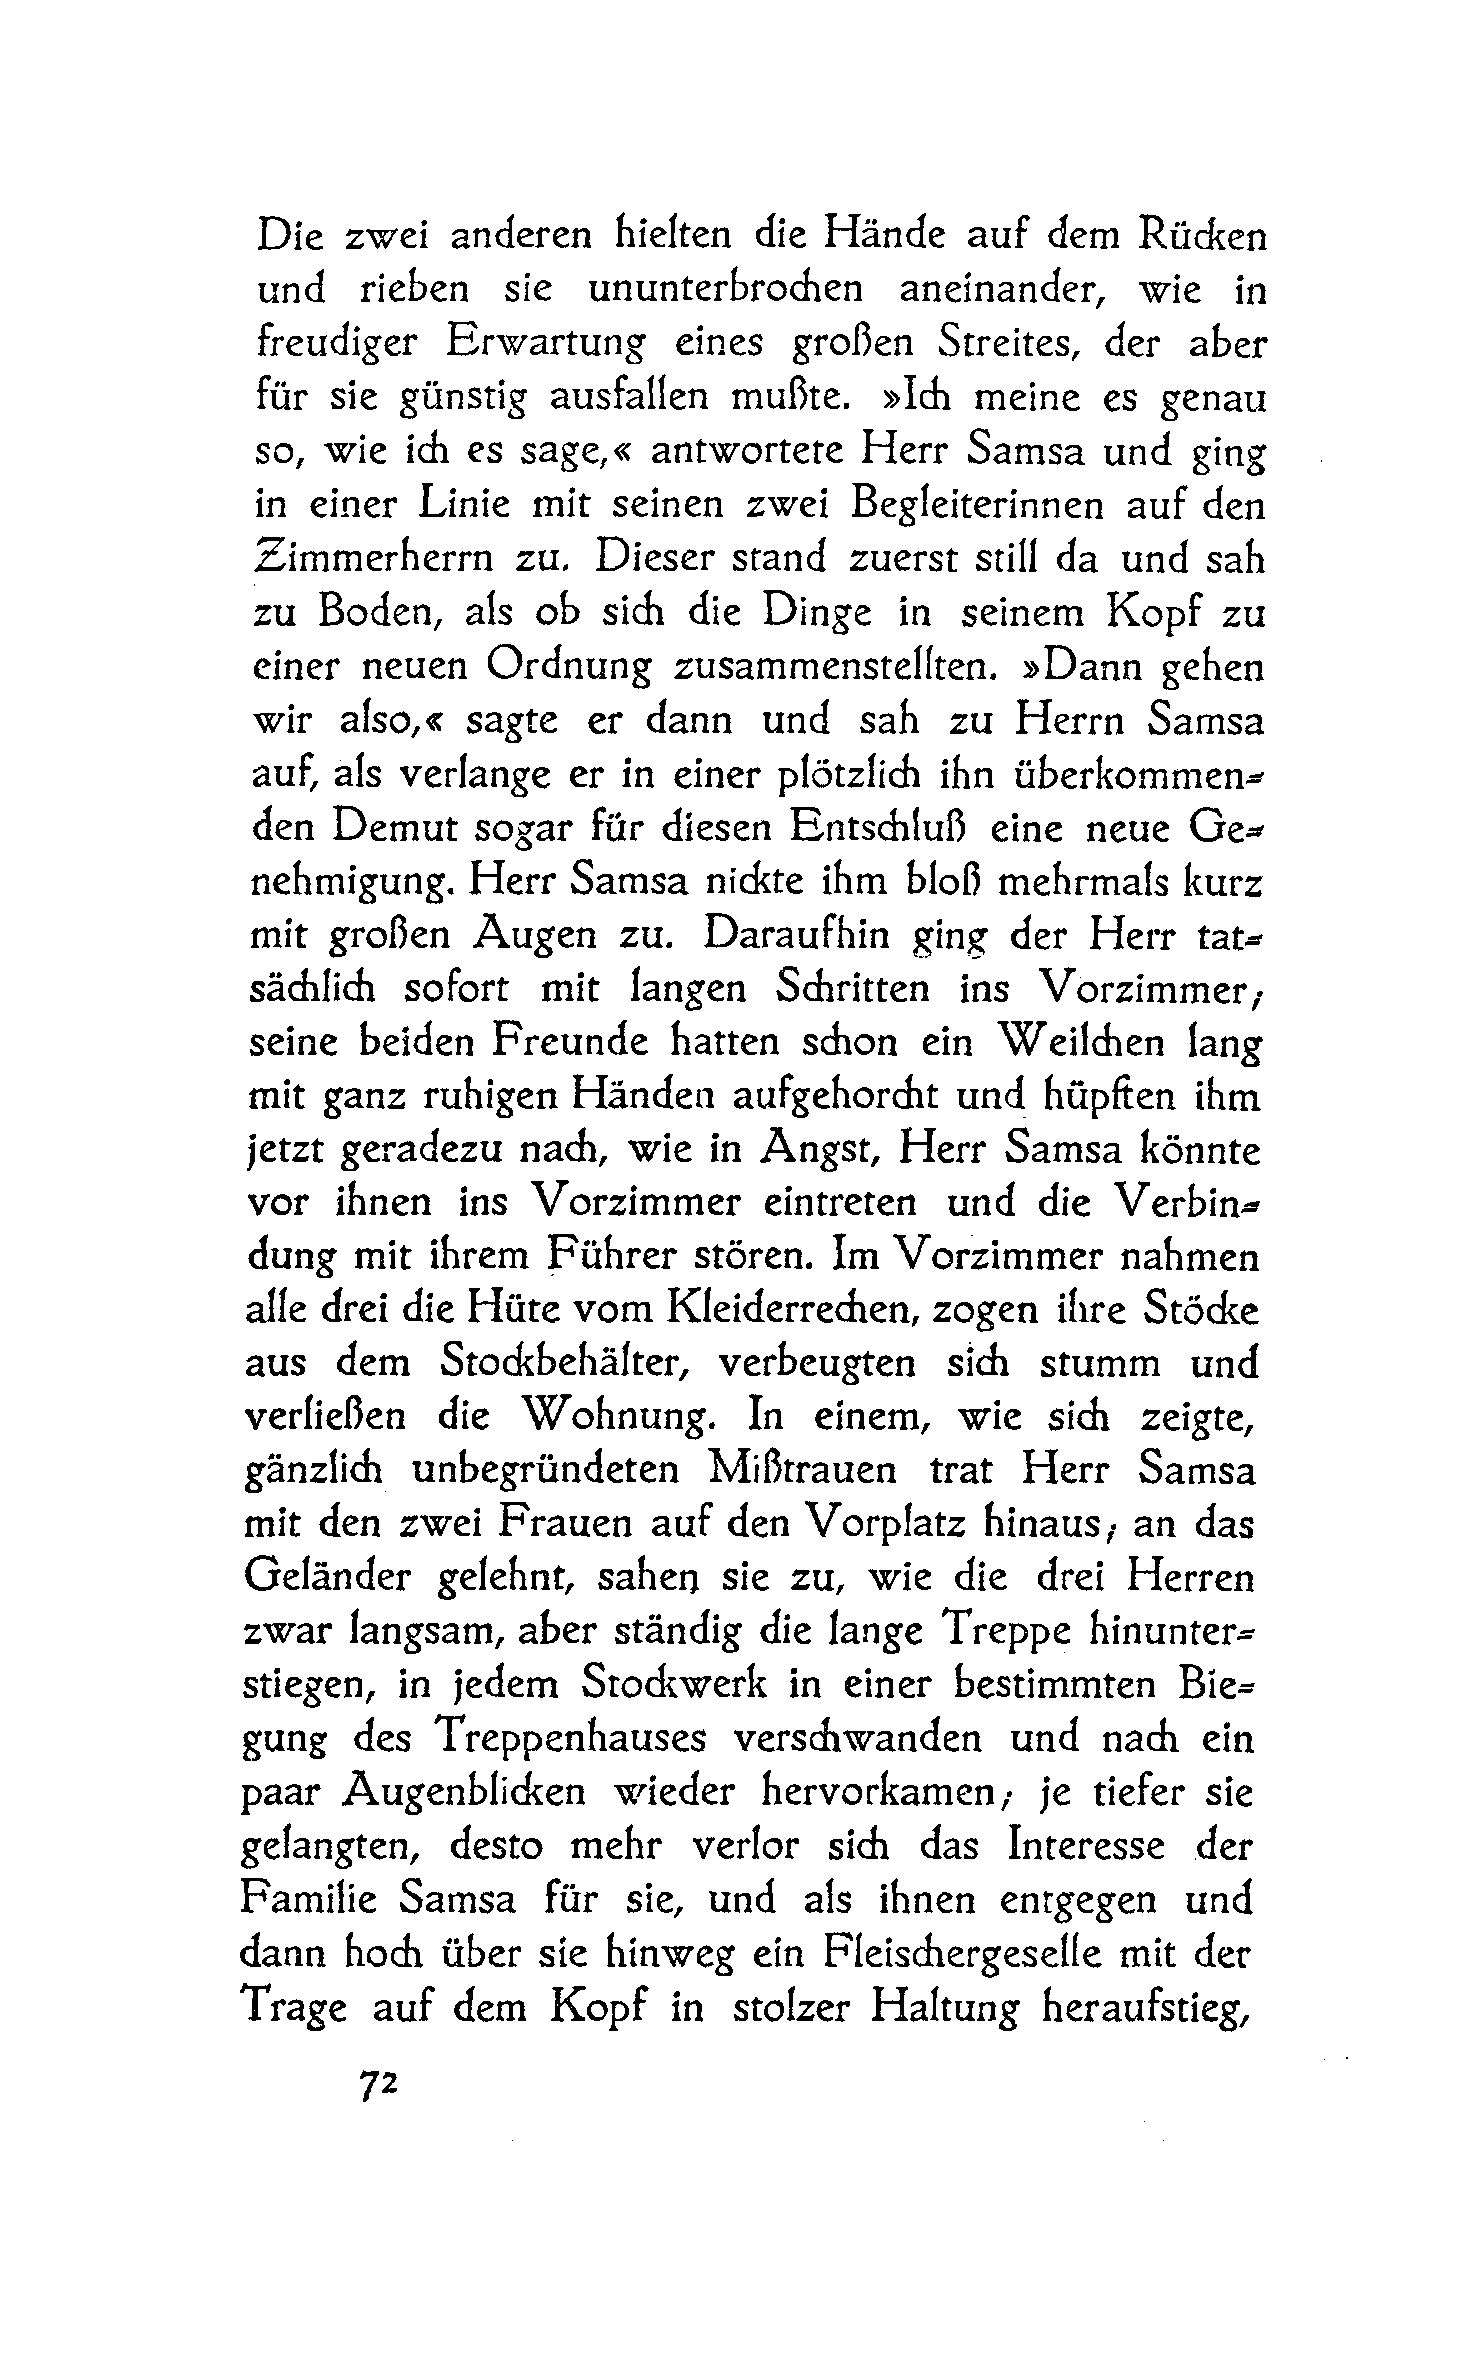 Die zwei anderen hielten die Hände auf dem Rücken
und rieben sie ununterbrochen aneinander, wie in
freudiger Erwartung eines großen Streites, der aber
für sie günstig ausfallen mußte. »Ich meine es genau
so, wie ich es sage,« antwortete Herr Samsa und ging
in einer Linie mit seinen zwei Begleiterinnen auf den
Zimmerherrn zu. Dieser stand zuerst still da und sah
zu Boden, als ob sich die Dinge in seinem Kopf zu
einer neuen Ordnung zusammenstellten. »Dann gehen
wir also,« sagte er dann und sah zu Herrn Samsa
auf, als verlange er in einer plötzlich ihn überkommen-
den Demut sogar für diesen Entschluß eine neue Ge-
nehmigung. Herr Samsa nickte ihm bloß mehrmals kurz
mit großen Augen zu. Daraufhin ging der Herr tat-
sächlich sofort mit langen Schritten ins Vorzimmer;
seine beiden Freunde hatten schon ein Weilchen lang
mit ganz ruhigen Händen aufgehorcht und hüpften ihm
jetzt geradezu nach, wie in Angst, Herr Samsa könnte
vor ihnen ins Vorzimmer eintreten und die Verbin-
dung mit ihrem Führer stören. Im Vorzimmer nahmen
alle drei die Hüte vom Kleiderrechen, zogen ihre Stöcke
aus dem Stockbehälter, verbeugten sich stumm und
verließen die Wohnung. In einem, wie sich zeigte,
gänzlich unbegründeten Mißtrauen trat Herr Samsa
mit den zwei Frauen auf den Vorplatz hinaus; an das
Geländer gelehnt, sahen sie zu, wie die drei Herren
zwar langsam, aber ständig die lange Treppe hinunter-
stiegen, in jedem Stockwerk in einer bestimmten Bie-
gung des Treppenhauses verschwanden und nach ein
paar Augenblicken wieder hervorkamen; je tiefer sie
gelangten, desto mehr verlor sich das Interesse der
Familie Samsa für sie, und als ihnen entgegen und
dann hoch über sie hinweg ein Fleischergeselle mit der
Trage auf dem Kopf in stolzer Haltung heraufstieg,
72